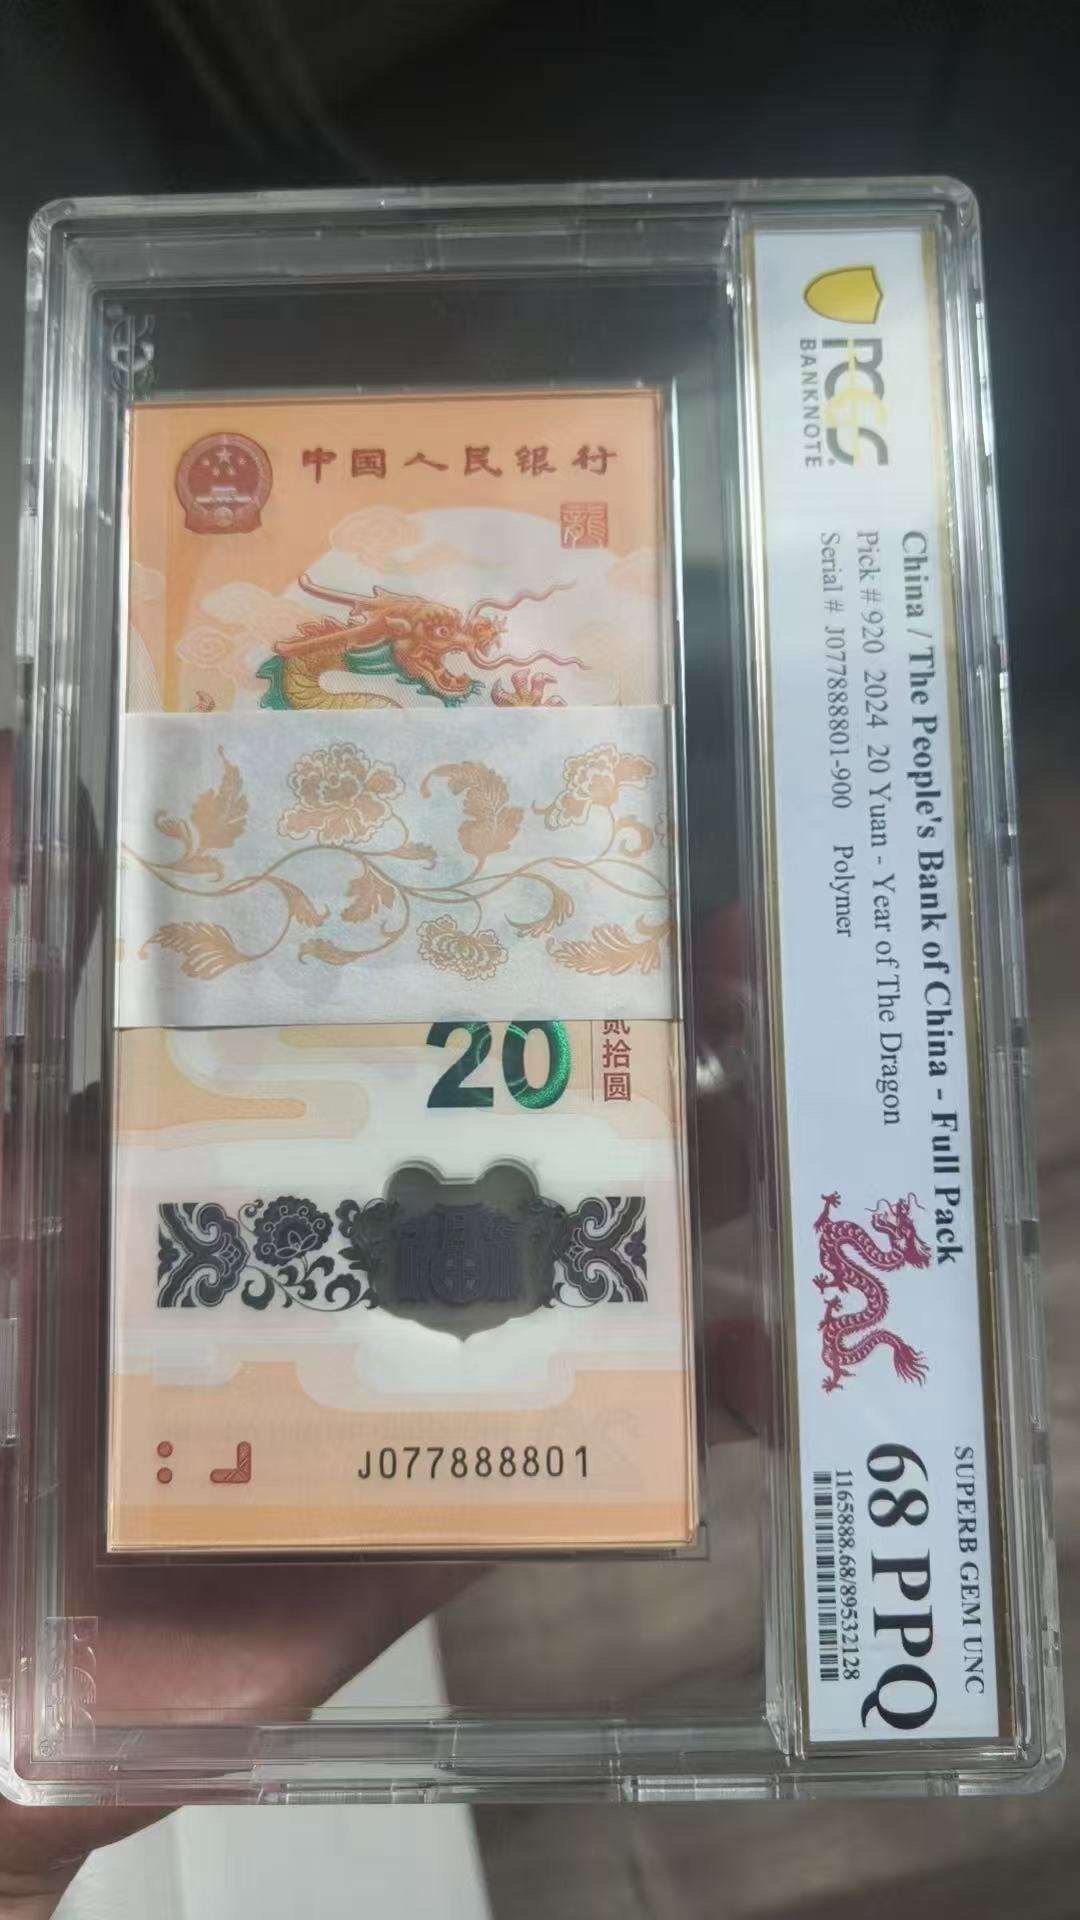 中国人民银行
龍
20
贰拾圆
J077888801
PCGS
BANKNOTE
China / The People's Bank of China - Full Pack
Pick # 920 2024 20 Yuan - Year of The Dragon
Serial # J077888801-900 Polymer
SUPERB GEM UNC
68 PPQ
1165888.68/89532128